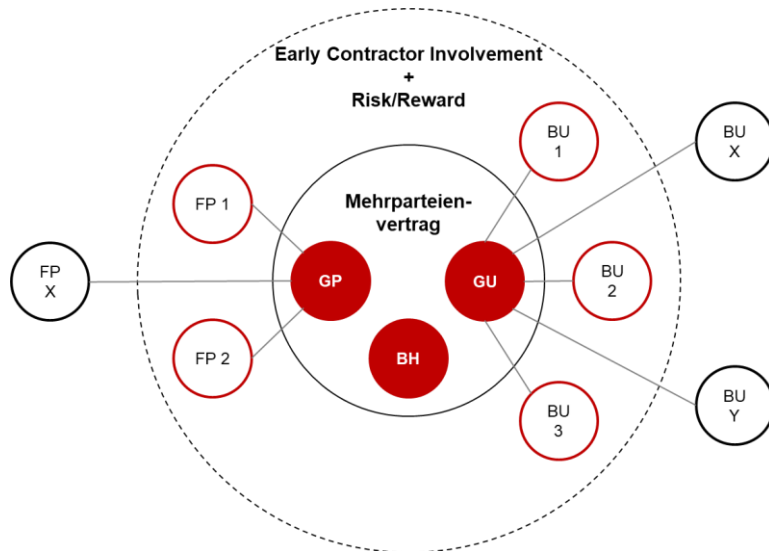 Early Contractor Involvement
+
Risk/Reward
BU
1
BU
X
FP 1
Mehrparteien-
vertrag
FP
X
GP
GU
BU
2
FP 2
BH
BU
3
BU
Y